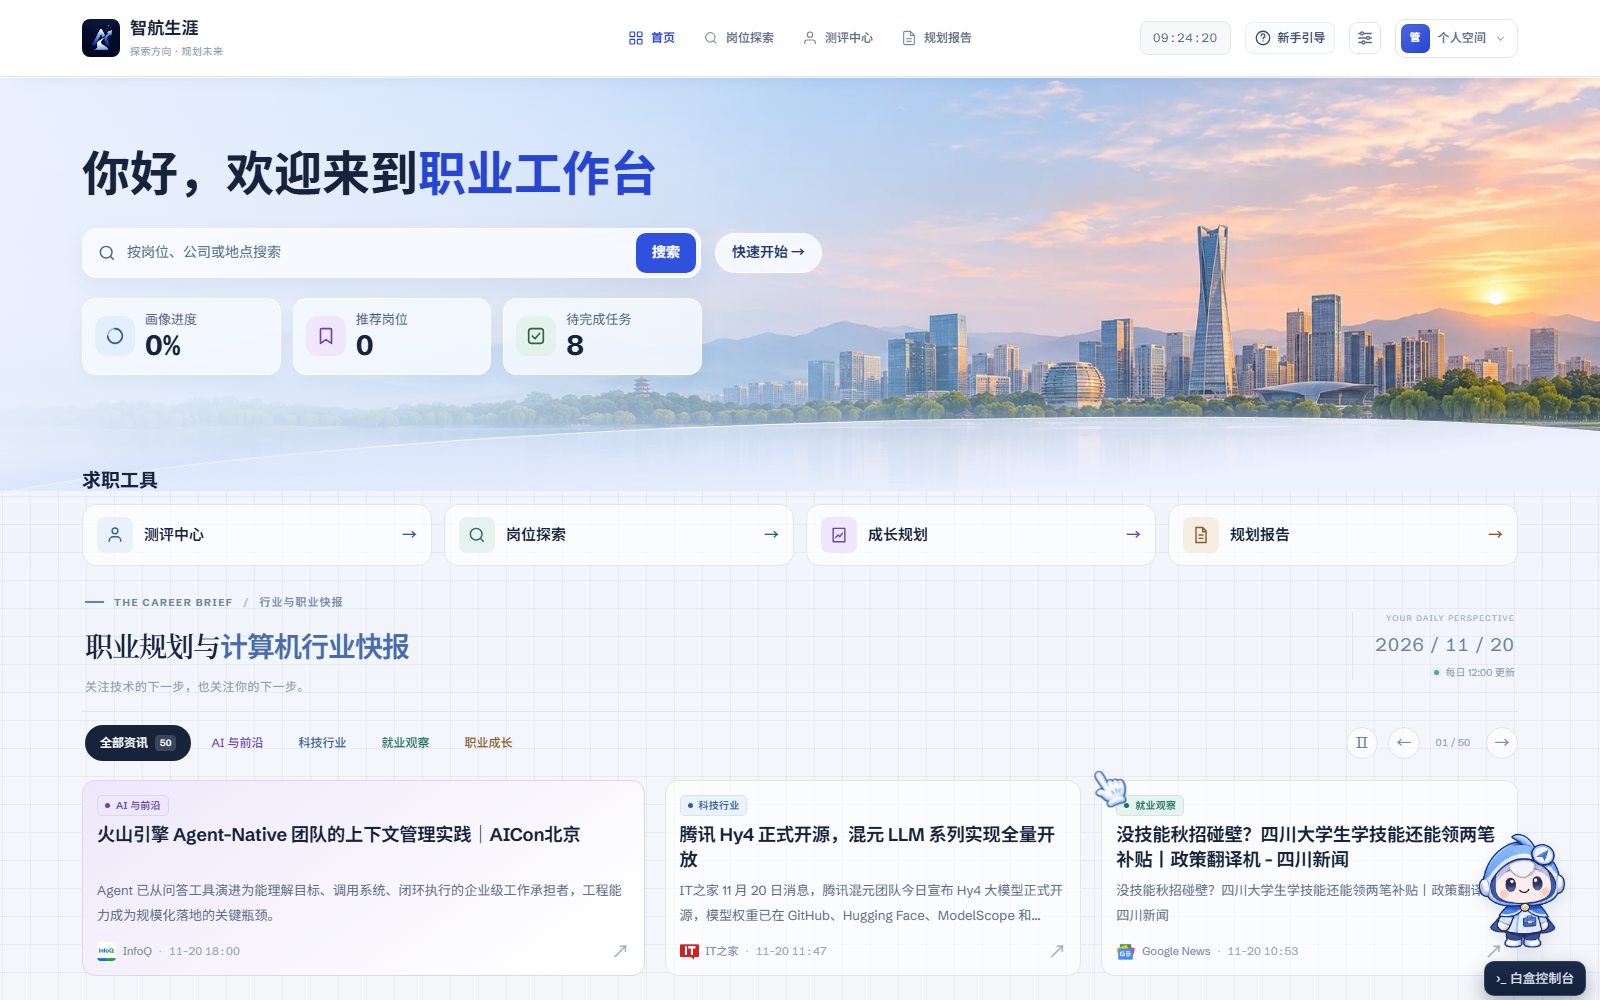 智航生涯
探索方向 · 规划未来
首页
岗位探索
测评中心
规划报告
09:24:20
新手引导
管
个人空间
你好，欢迎来到职业工作台
按岗位、公司或地点搜索
搜索
快速开始 →
画像进度
0%
推荐岗位
0
待完成任务
8
求职工具
测评中心 →
岗位探索 →
成长规划 →
规划报告 →
THE CAREER BRIEF / 行业与职业快报
职业规划与计算机行业快报
关注技术的下一步，也关注你的下一步。
YOUR DAILY PERSPECTIVE
2026 / 11 / 20
每日 12:00 更新
全部资讯 50
AI 与前沿
科技行业
就业观察
职业成长
01 / 50
AI 与前沿
火山引擎 Agent-Native 团队的上下文管理实践｜AICon北京
Agent 已从问答工具演进为能理解目标、调用系统、闭环执行的企业级工作承担者，工程能
力成为规模化落地的关键瓶颈。
InfoQ
InfoQ · 11-20 18:00
科技行业
腾讯 Hy4 正式开源，混元 LLM 系列实现全量开
放
IT之家 11 月 20 日消息，腾讯混元团队今日宣布 Hy4 大模型正式开
源，模型权重已在 GitHub、Hugging Face、ModelScope 和...
IT
IT之家 · 11-20 11:47
就业观察
没技能秋招碰壁？四川大学生学技能还能领两笔
补贴丨政策翻译机 - 四川新闻
没技能秋招碰壁？四川大学生学技能还能领两笔补贴丨政策翻译
四川新闻
Google News · 11-20 10:53
›_ 白盒控制台